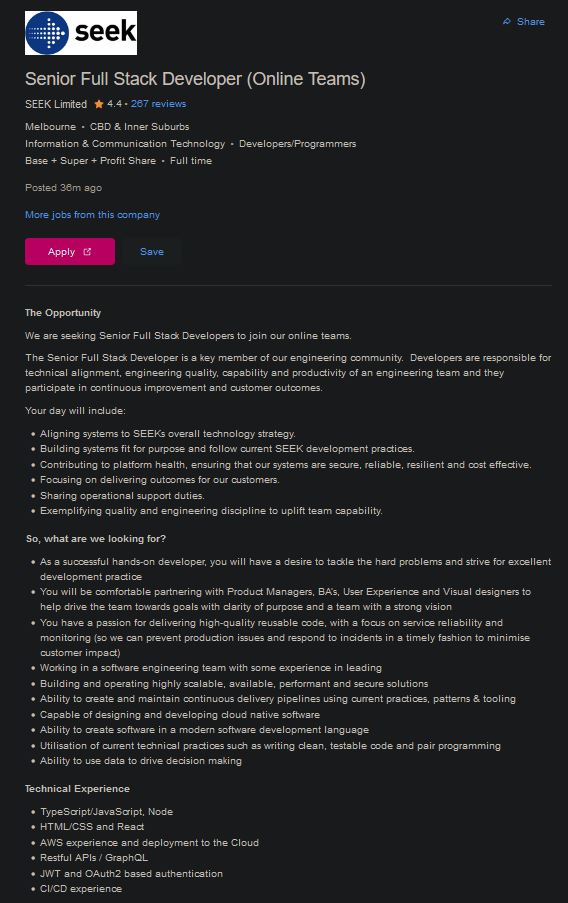 seek
Share
Senior Full Stack Developer (Online Teams)
SEEK Limited ★ 4.4 • 267 reviews
Melbourne • CBD & Inner Suburbs
Information & Communication Technology • Developers/Programmers
Base + Super + Profit Share • Full time
Posted 36m ago
More jobs from this company
Apply
Save
The Opportunity
We are seeking Senior Full Stack Developers to join our online teams.
The Senior Full Stack Developer is a key member of our engineering community. Developers are responsible for
technical alignment, engineering quality, capability and productivity of an engineering team and they
participate in continuous improvement and customer outcomes.
Your day will include:
• Aligning systems to SEEKs overall technology strategy.
• Building systems fit for purpose and follow current SEEK development practices.
• Contributing to platform health, ensuring that our systems are secure, reliable, resilient and cost effective.
• Focusing on delivering outcomes for our customers.
• Sharing operational support duties.
• Exemplifying quality and engineering discipline to uplift team capability.
So, what are we looking for?
• As a successful hands-on developer, you will have a desire to tackle the hard problems and strive for excellent
development practice
• You will be comfortable partnering with Product Managers, BA's, User Experience and Visual designers to
help drive the team towards goals with clarity of purpose and a team with a strong vision
• You have a passion for delivering high-quality reusable code, with a focus on service reliability and
monitoring (so we can prevent production issues and respond to incidents in a timely fashion to minimise
customer impact)
• Working in a software engineering team with some experience in leading
• Building and operating highly scalable, available, performant and secure solutions
• Ability to create and maintain continuous delivery pipelines using current practices, patterns & tooling
• Capable of designing and developing cloud native software
• Ability to create software in a modern software development language
• Utilisation of current technical practices such as writing clean, testable code and pair programming
• Ability to use data to drive decision making
Technical Experience
• TypeScript/JavaScript, Node
• HTML/CSS and React
• AWS experience and deployment to the Cloud
• Restful APIs / GraphQL
• JWT and OAuth2 based authentication
• CI/CD experience